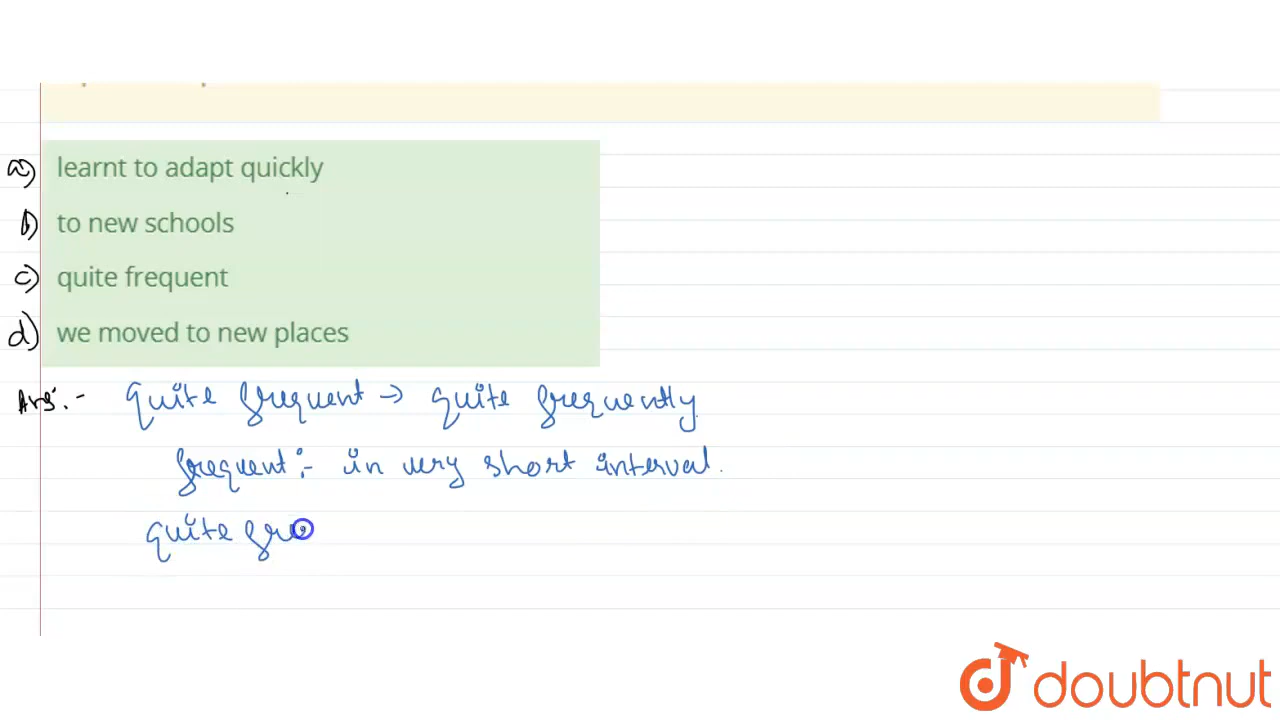 a) learnt to adapt quickly
b) to new schools
c) quite frequent
d) we moved to new places
Ans:- quite frequent → quite frequently
frequent:- in very short interval.
quite fre
doubtnut